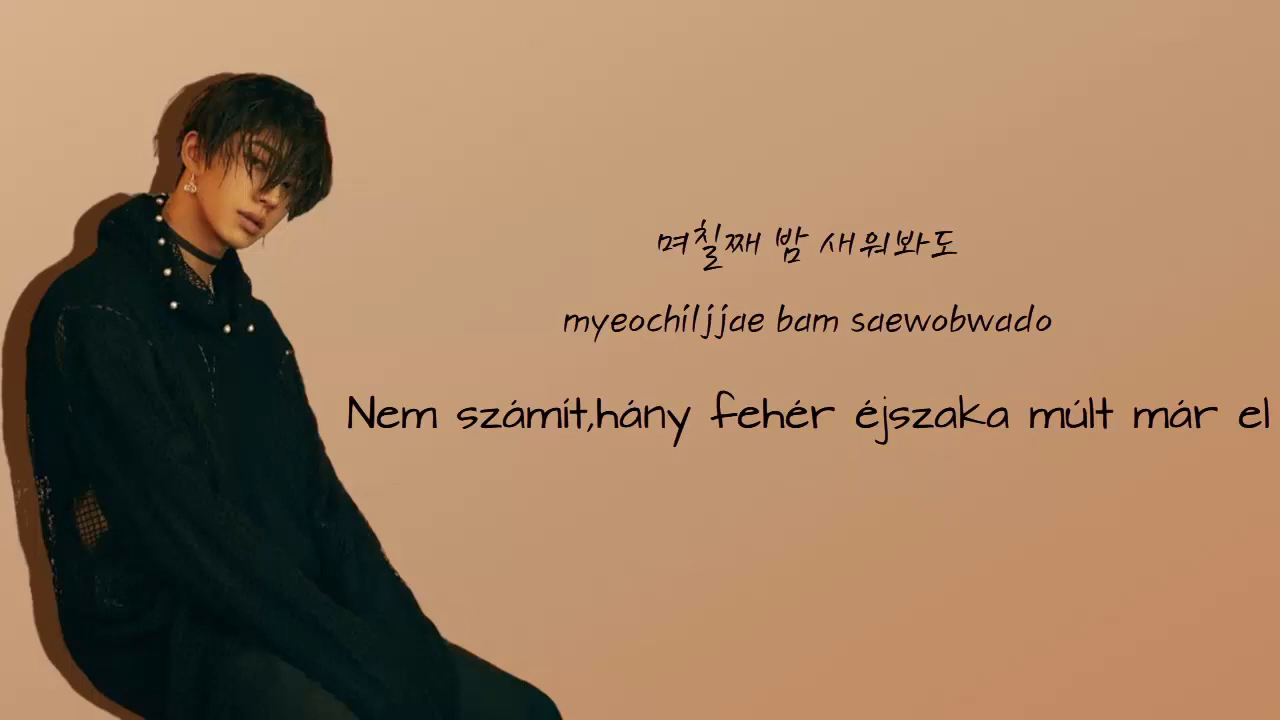 며칠째 밤 새워봐도
myeochiljjae bam saewobwado
Nem számít,hány fehér éjszaka múlt már el